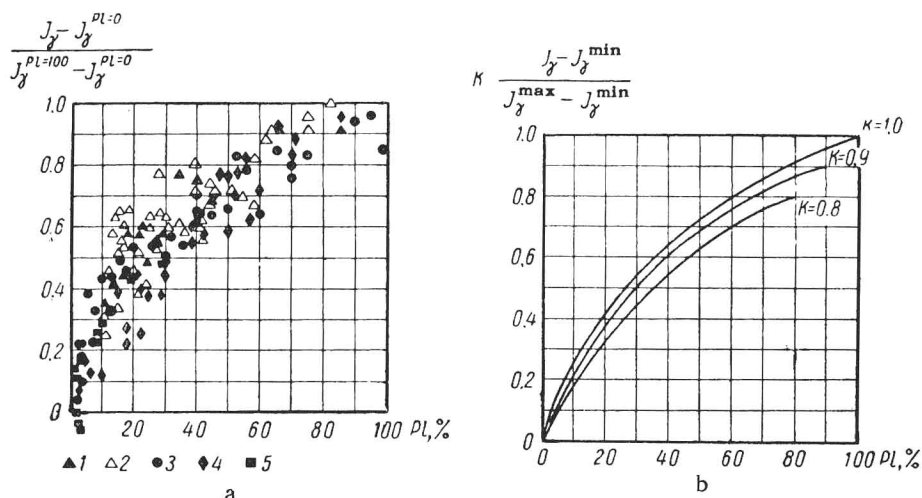 J_γ − J_γ^{Pl=0}
J_γ^{Pl=100} − J_γ^{Pl=0}
1.0
0,8
0.6
0.4
0,2
0
20 40 60 80 100 Pl,%
1 2 3 4 5
a
K J_γ − J_γ^{min}
J_γ^{max} − J_γ^{min}
1.0
0.8
0,6
0.4
0,2
0
K=1.0
K=0,9
K=0.8
0 20 40 60 80 100 Pl,%
b